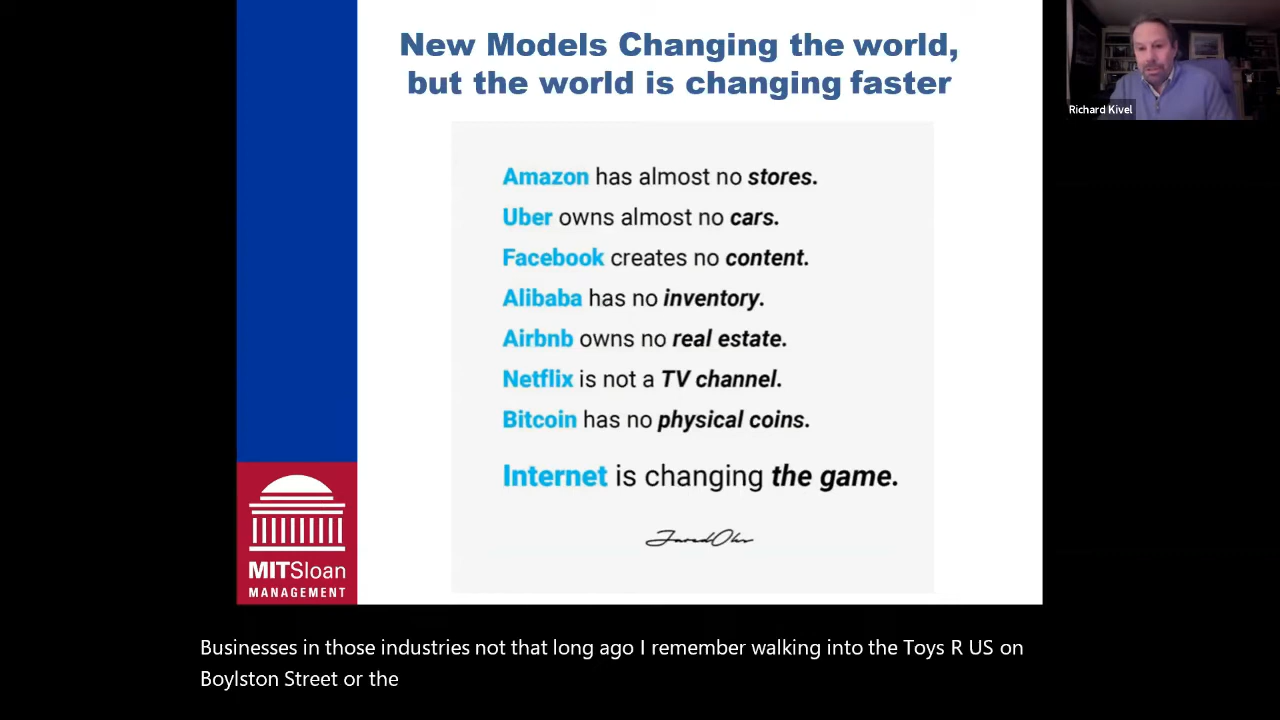 New Models Changing the world,
but the world is changing faster
Richard Kivel
Amazon has almost no stores.
Uber owns almost no cars.
Facebook creates no content.
Alibaba has no inventory.
Airbnb owns no real estate.
Netflix is not a TV channel.
Bitcoin has no physical coins.
Internet is changing the game.
MITSloan
MANAGEMENT
Businesses in those industries not that long ago I remember walking into the Toys R US on
Boylston Street or the